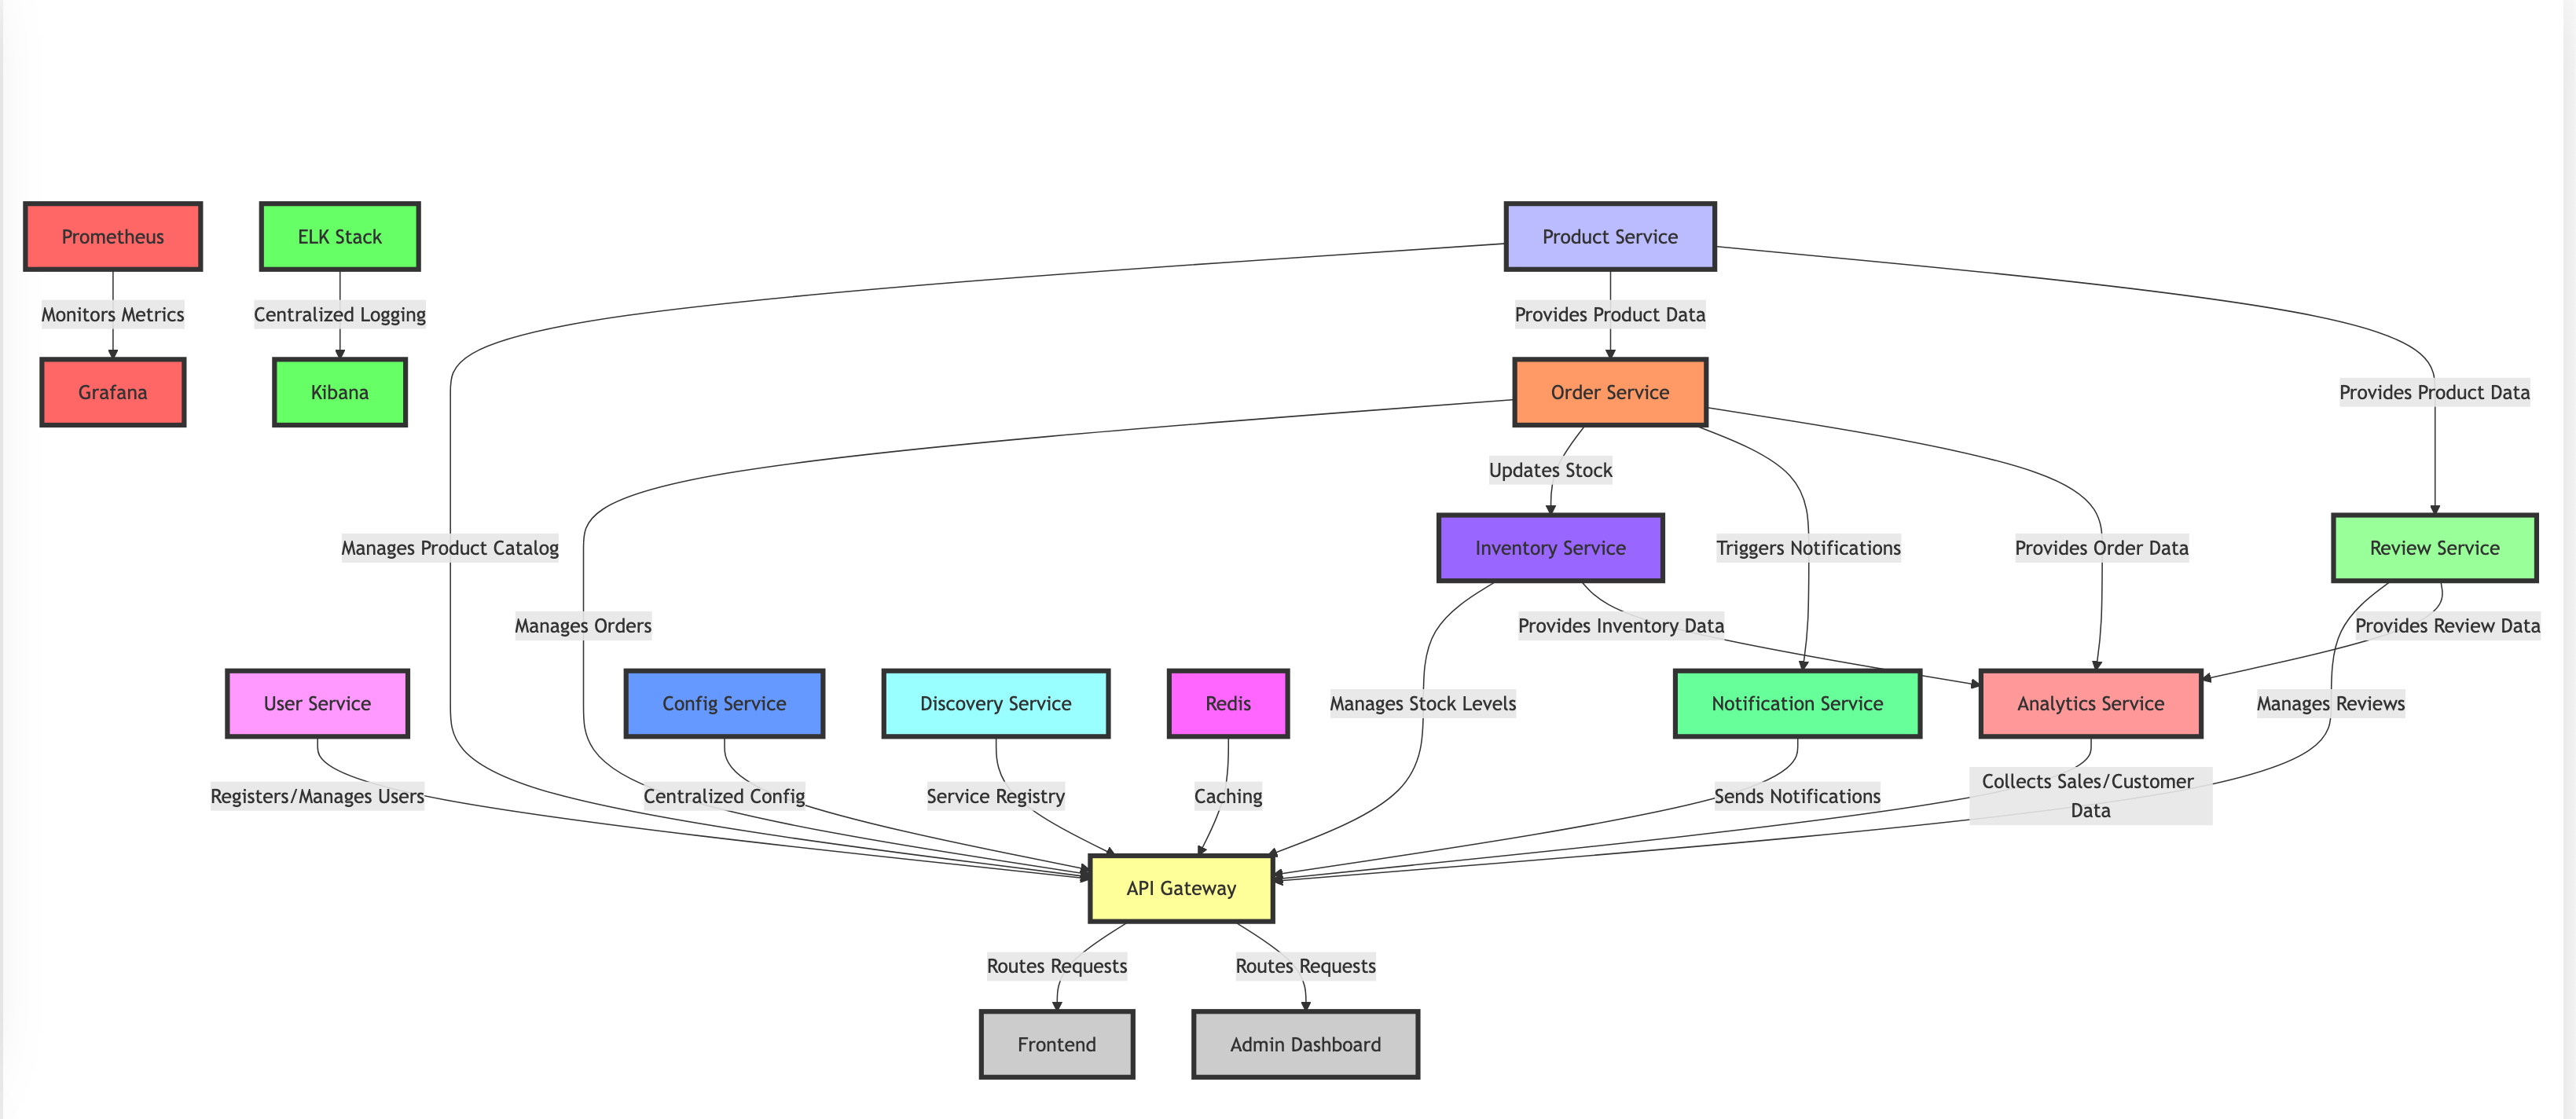 Prometheus
ELK Stack
Product Service
Monitors Metrics
Centralized Logging
Provides Product Data
Grafana
Kibana
Order Service
Provides Product Data
Updates Stock
Manages Product Catalog
Inventory Service
Triggers Notifications
Provides Order Data
Review Service
Manages Orders
Provides Inventory Data
Provides Review Data
User Service
Config Service
Discovery Service
Redis
Manages Stock Levels
Notification Service
Analytics Service
Manages Reviews
Registers/Manages Users
Centralized Config
Service Registry
Caching
Sends Notifications
Collects Sales/Customer
Data
API Gateway
Routes Requests
Routes Requests
Frontend
Admin Dashboard